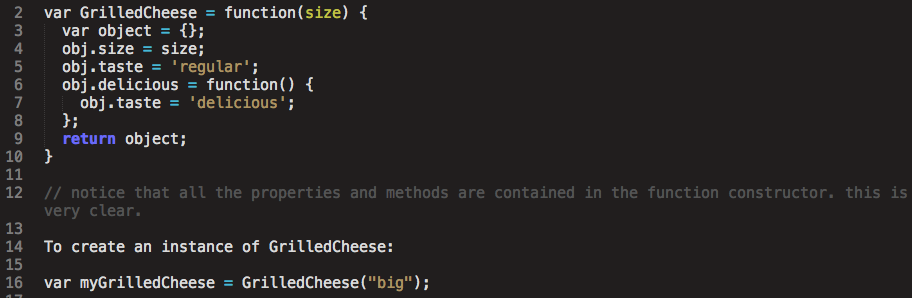 2 var GrilledCheese = function(size) {
3 var object = {};
4 obj.size = size;
5 obj.taste = 'regular';
6 obj.delicious = function() {
7 obj.taste = 'delicious';
8 };
9 return object;
10 }
11
12 // notice that all the properties and methods are contained in the function constructor. this is
very clear.
13
14 To create an instance of GrilledCheese:
15
16 var myGrilledCheese = GrilledCheese("big");
17